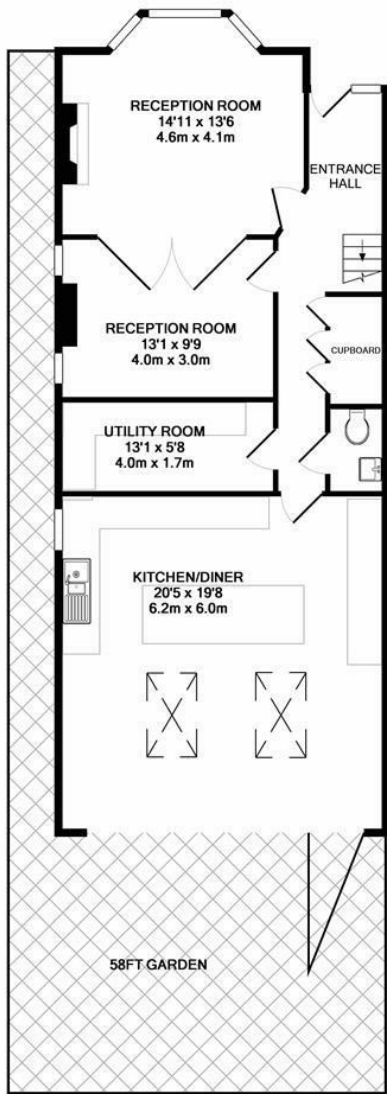 RECEPTION ROOM
14'11 x 13'6
4.6m x 4.1m
ENTRANCE
HALL
RECEPTION ROOM
13'1 x 9'9
4.0m x 3.0m
CUPBOARD
UTILITY ROOM
13'1 x 5'8
4.0m x 1.7m
KITCHEN/DINER
20'5 x 19'8
6.2m x 6.0m
58FT GARDEN